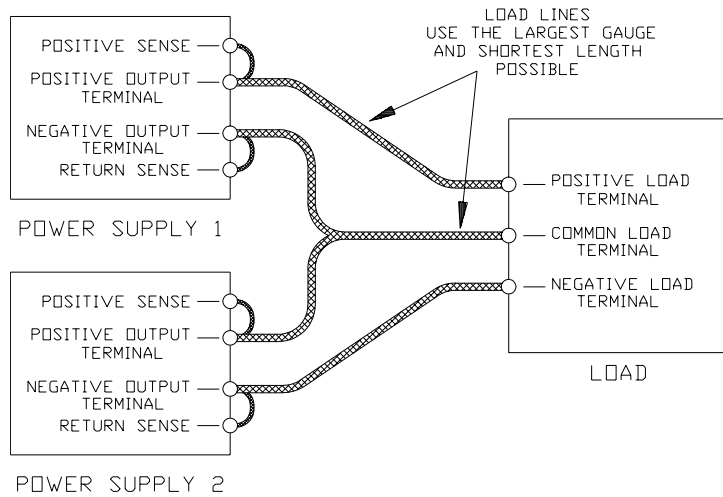 LOAD LINES
USE THE LARGEST GAUGE
AND SHORTEST LENGTH
POSSIBLE
POSITIVE SENSE
POSITIVE OUTPUT
TERMINAL
NEGATIVE OUTPUT
TERMINAL
RETURN SENSE
POWER SUPPLY 1
POSITIVE LOAD
TERMINAL
COMMON LOAD
TERMINAL
NEGATIVE LOAD
TERMINAL
LOAD
POSITIVE SENSE
POSITIVE OUTPUT
TERMINAL
NEGATIVE OUTPUT
TERMINAL
RETURN SENSE
POWER SUPPLY 2